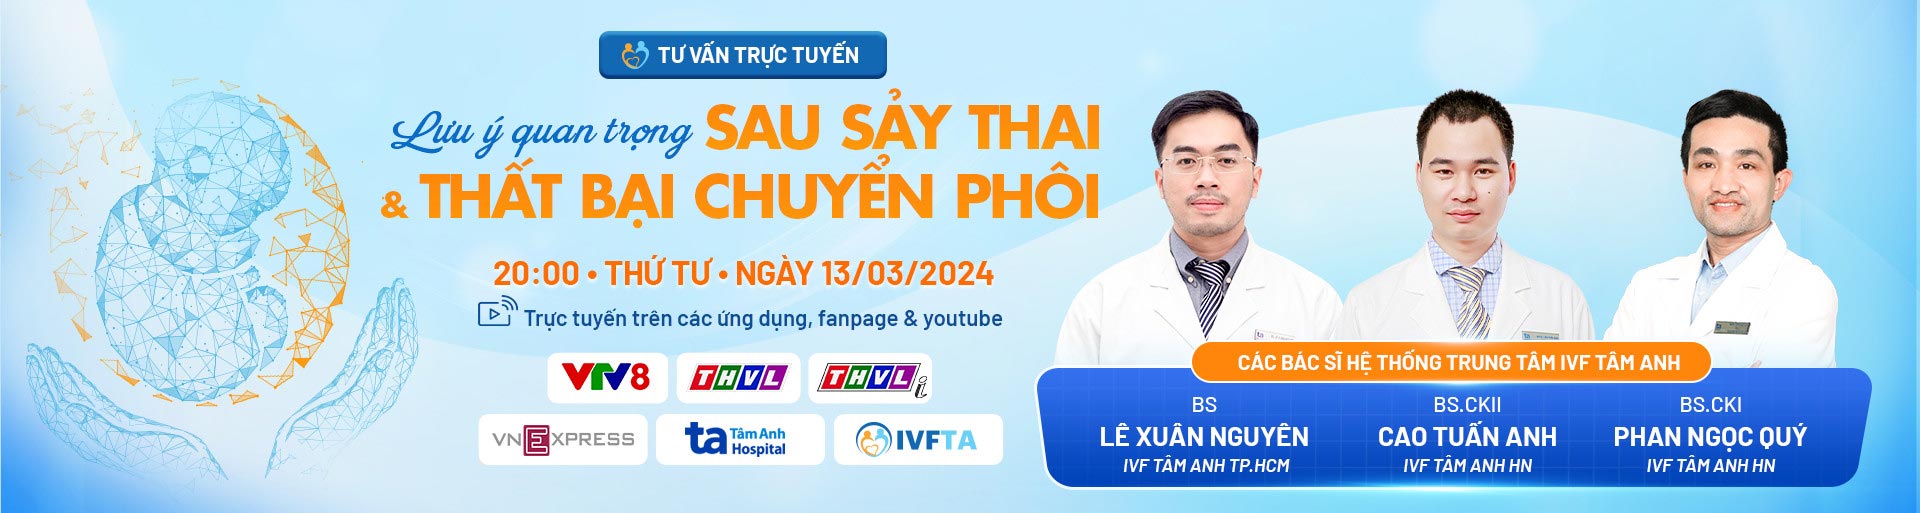 TƯ VẤN TRỰC TUYẾN
Lưu ý quan trọng SAU SẢY THAI
& THẤT BẠI CHUYỂN PHÔI
20:00 • THỨ TƯ • NGÀY 13/03/2024
Trực tuyến trên các ứng dụng, fanpage & youtube
VTV8 THVL THVLi
VNEXPRESS ta Tâm Anh Hospital IVFTA
CÁC BÁC SĨ HỆ THỐNG TRUNG TÂM IVF TÂM ANH
BS
LÊ XUÂN NGUYÊN
IVF TÂM ANH TP.HCM
BS.CKII
CAO TUẤN ANH
IVF TÂM ANH HN
BS.CKI
PHAN NGỌC QUÝ
IVF TÂM ANH HN